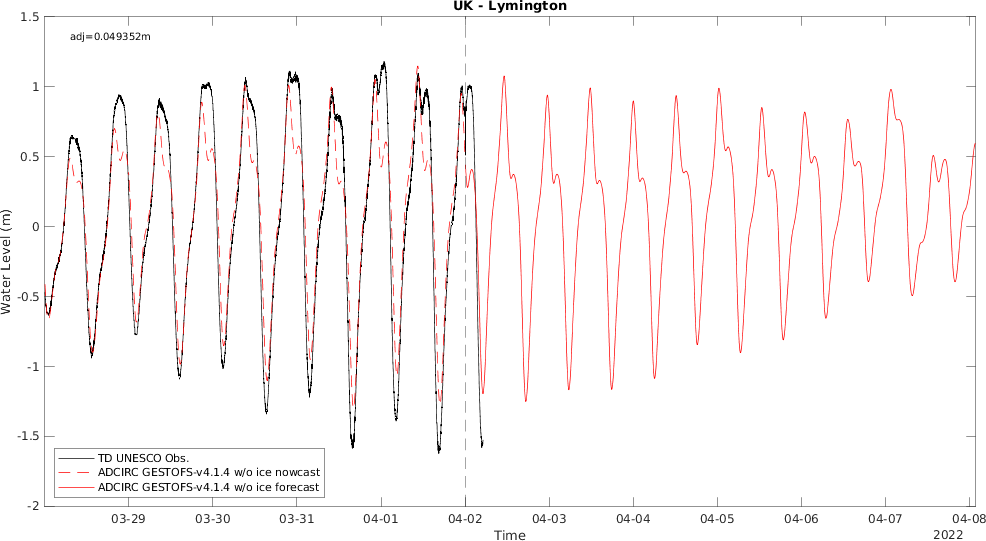 UK - Lymington
adj=0.049352m
Water Level (m)
1.5
1
0.5
0
-0.5
-1
-1.5
-2
TD UNESCO Obs.
ADCIRC GESTOFS-v4.1.4 w/o ice nowcast
ADCIRC GESTOFS-v4.1.4 w/o ice forecast
03-29 03-30 03-31 04-01 04-02 04-03 04-04 04-05 04-06 04-07 04-08
Time
2022